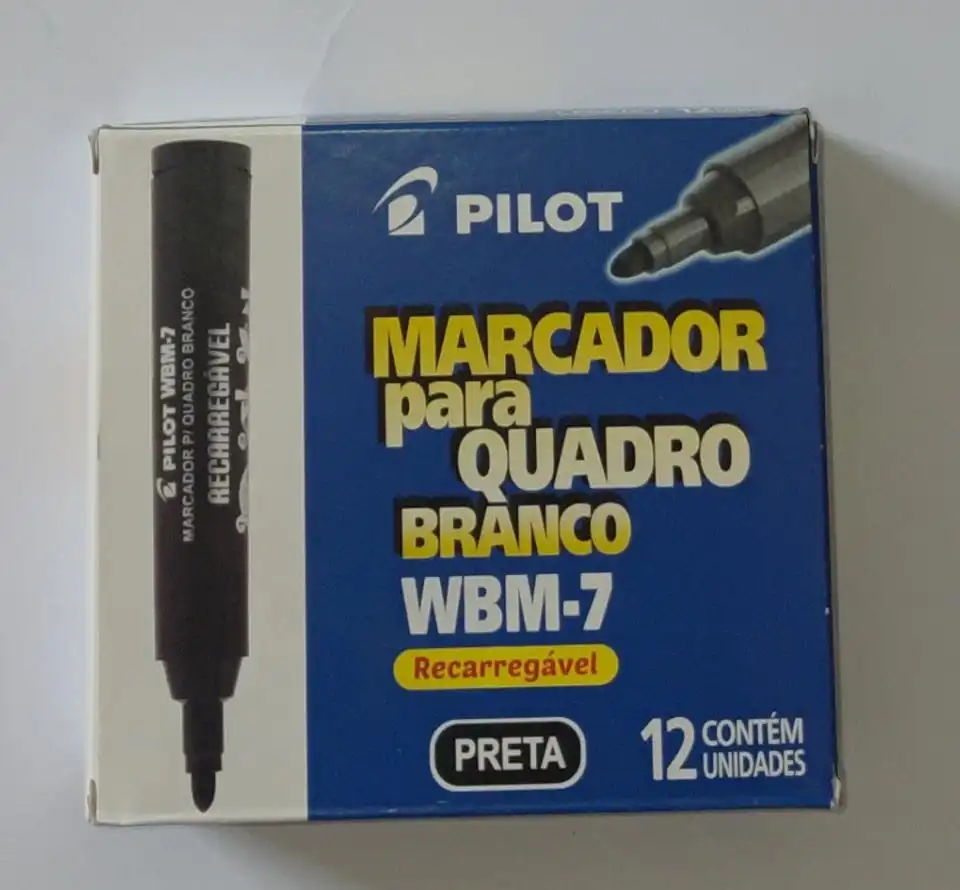 PILOT
MARCADOR
para
QUADRO
BRANCO
WBM-7
Recarregável
PRETA
12 CONTÉM
UNIDADES
PILOT WBM-7
MARCADOR P/ QUADRO BRANCO
RECARREGÁVEL